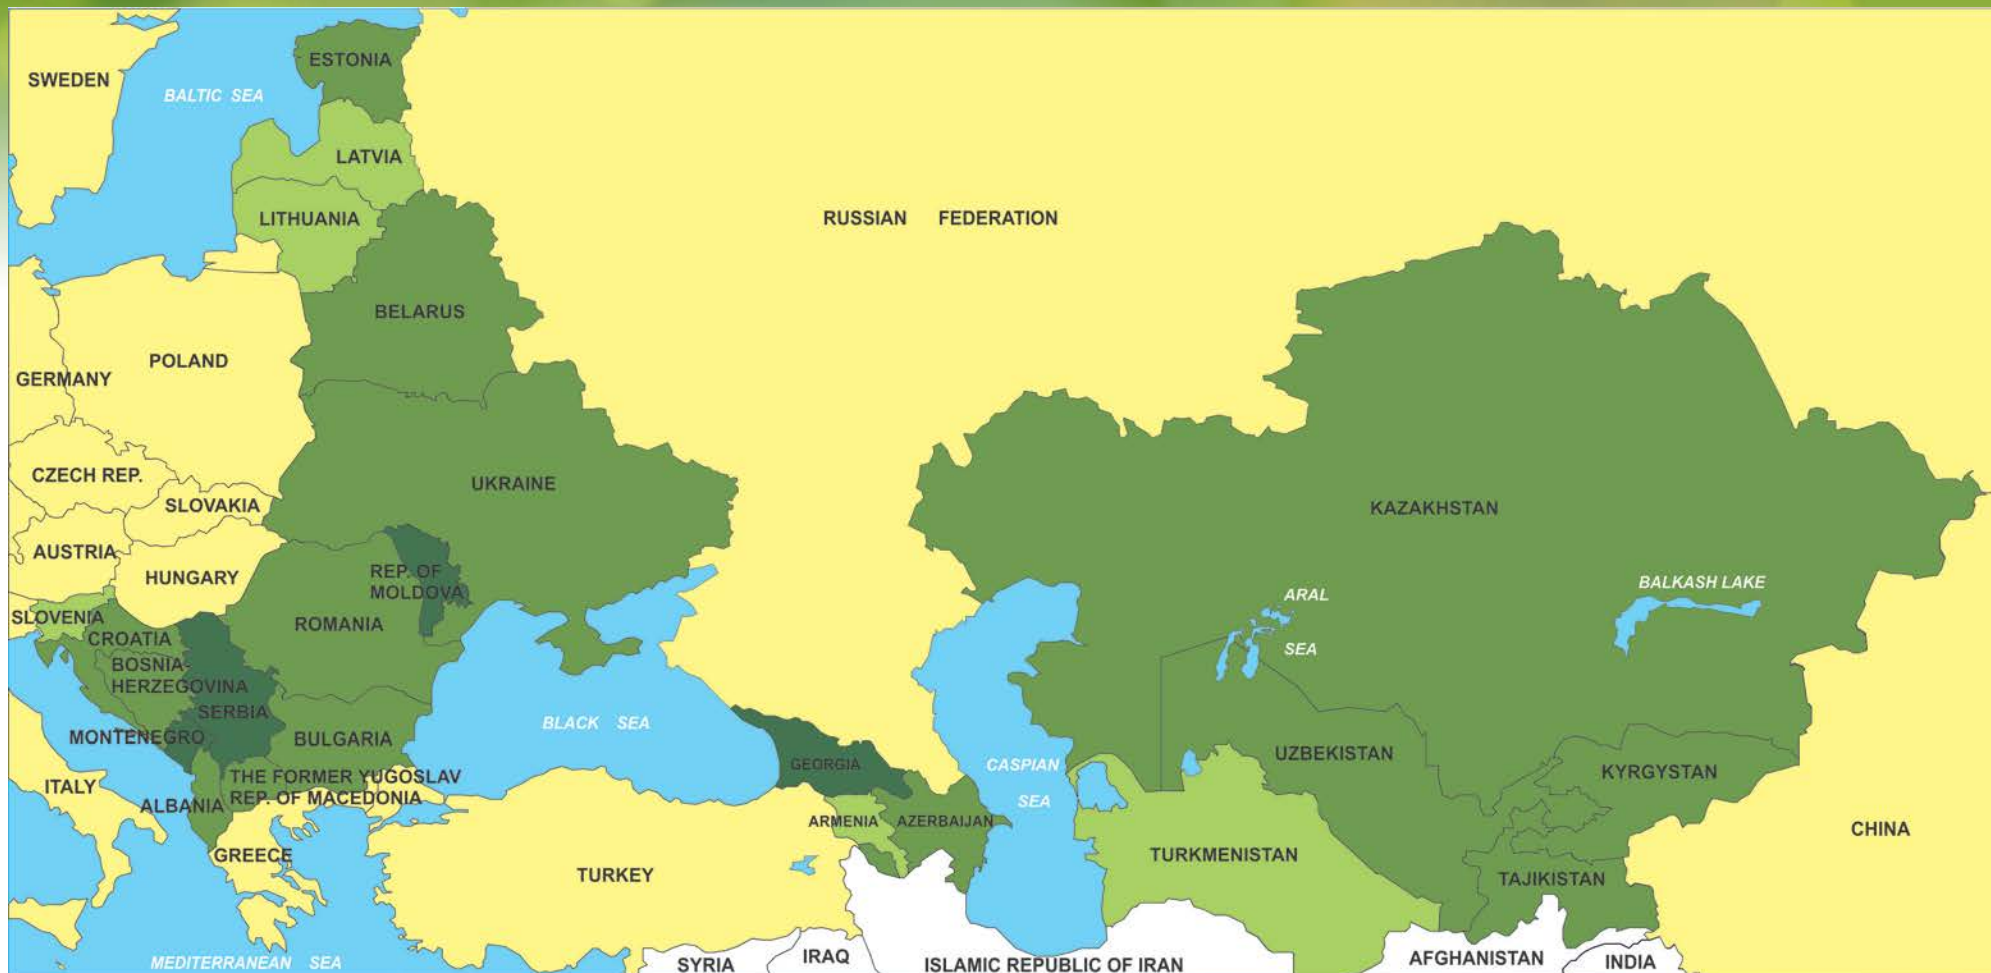 ESTONIA
SWEDEN
BALTIC SEA
LATVIA
LITHUANIA
RUSSIAN FEDERATION
BELARUS
POLAND
GERMANY
CZECH REP.
UKRAINE
SLOVAKIA
KAZAKHSTAN
AUSTRIA
HUNGARY
REP. OF
MOLDOVA
BALKASH LAKE
ARAL
SEA
SLOVENIA
ROMANIA
CROATIA
BOSNIA-
HERZEGOVINA
SERBIA
BLACK SEA
MONTENEGRO
BULGARIA
UZBEKISTAN
GEORGIA
CASPIAN
SEA
KYRGYSTAN
THE FORMER YUGOSLAV
REP. OF MACEDONIA
ITALY
ALBANIA
ARMENIA
AZERBAIJAN
CHINA
GREECE
TURKMENISTAN
TURKEY
TAJIKISTAN
MEDITERRANEAN SEA
SYRIA
IRAQ
ISLAMIC REPUBLIC OF IRAN
AFGHANISTAN
INDIA